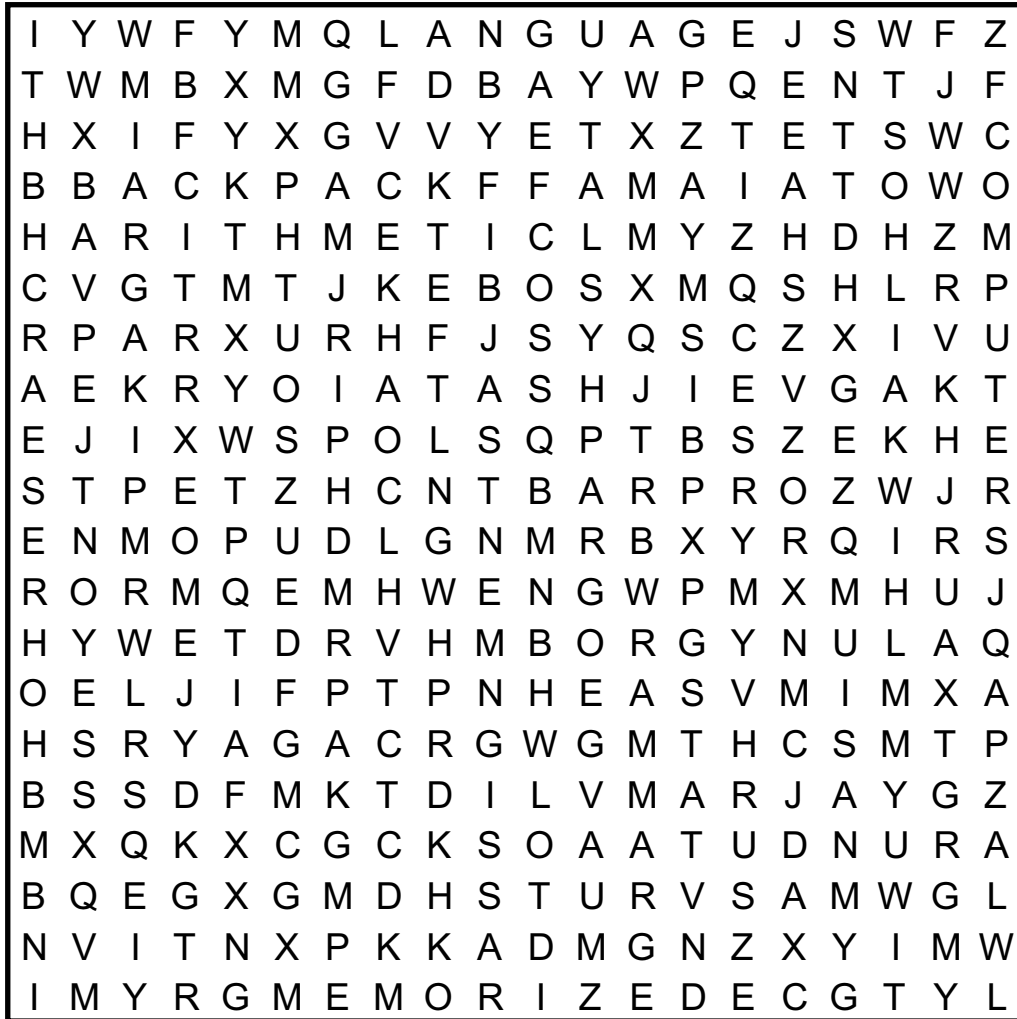 I Y W F Y M Q L A N G U A G E J S W F Z
T W M B X M G F D B A Y W P Q E N T J F
H X I F Y X G V V Y E T X Z T E T S W C
B B A C K P A C K F F A M A I A T O W O
H A R I T H M E T I C L M Y Z H D H Z M
C V G T M T J K E B O S X M Q S H L R P
R P A R X U R H F J S Y Q S C Z X I V U
A E K R Y O I A T A S H J I E V G A K T
E J I X W S P O L S Q P T B S Z E K H E
S T P E T Z H C N T B A R P R O Z W J R
E N M O P U D L G N M R B X Y R Q I R S
R O R M Q E M H W E N G W P M X M H U J
H Y W E T D R V H M B O R G Y N U L A Q
O E L J I F P T P N H E A S V M I M X A
H S R Y A G A C R G W G M T H C S M T P
B S S D F M K T D I L V M A R J A Y G Z
M X Q K X C G C K S O A A T U D N U R A
B Q E G X G M D H S T U R V S A M W G L
N V I T N X P K K A D M G N Z X Y I M W
I M Y R G M E M O R I Z E D E C G T Y L